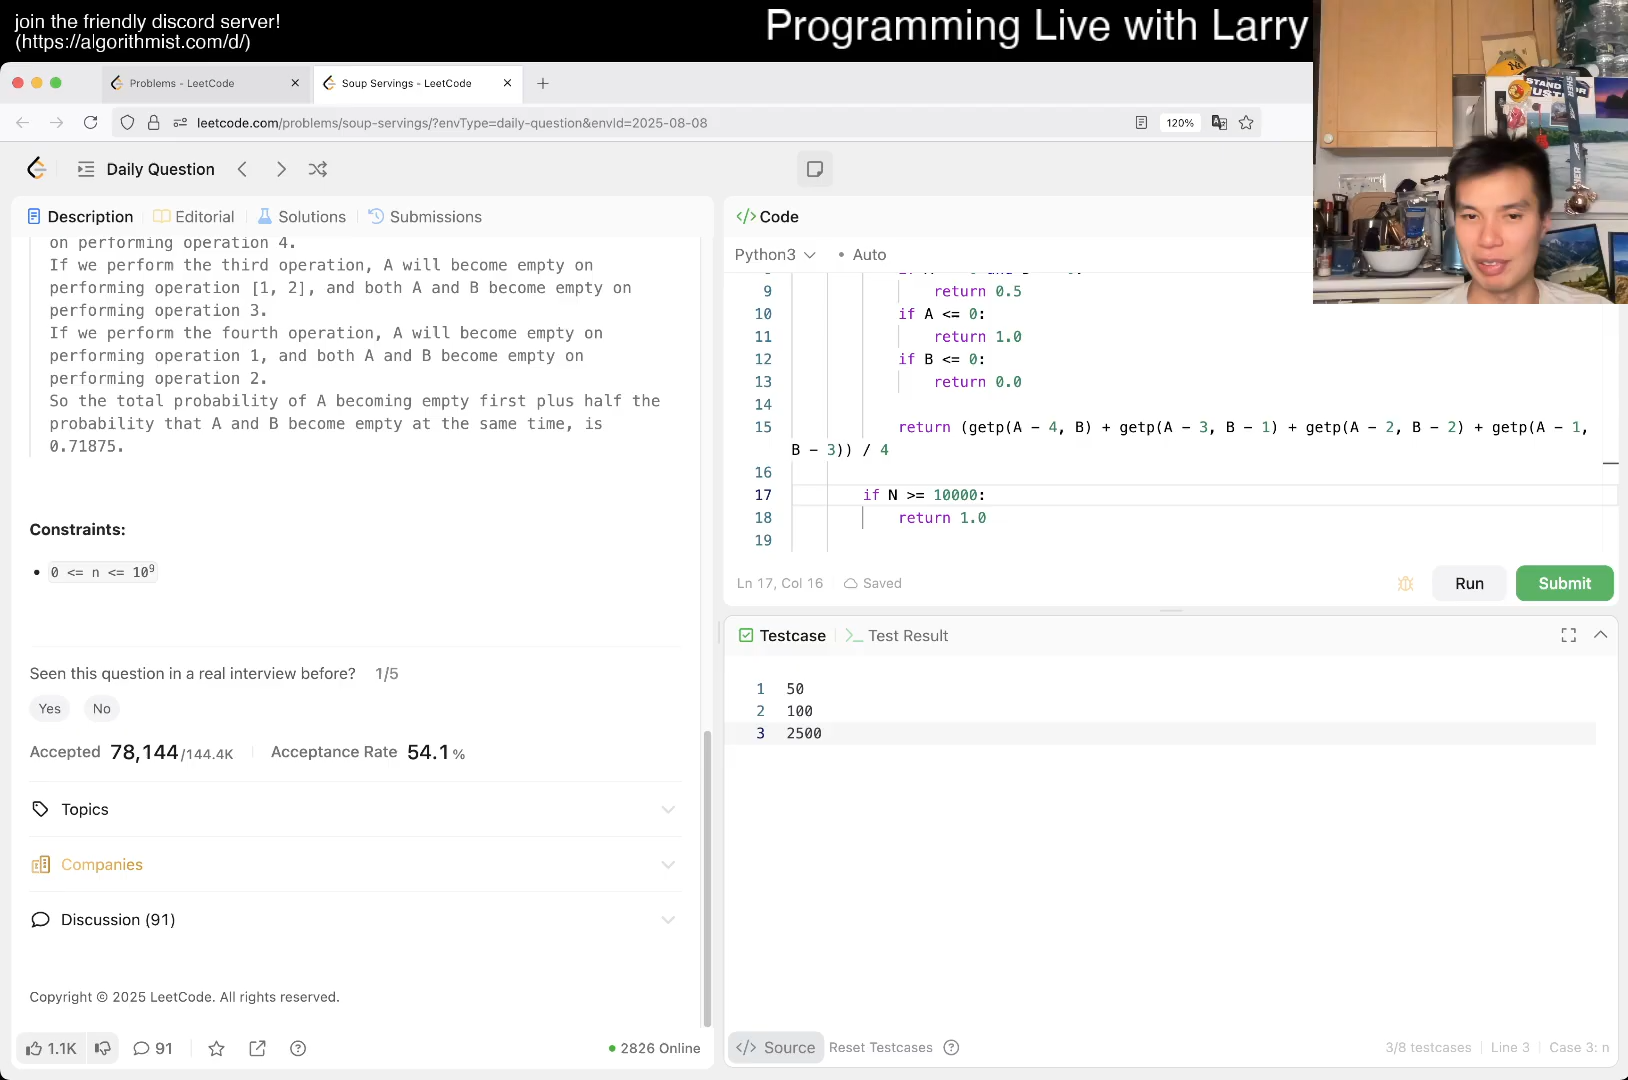 join the friendly discord server!
(https://algorithmist.com/d/)
Programming Live with Larry
Problems - LeetCode
Soup Servings - LeetCode
leetcode.com/problems/soup-servings/?envType=daily-question&envId=2025-08-08
120%
Daily Question
Description
Editorial
Solutions
Submissions
on performing operation 4.
If we perform the third operation, A will become empty on
performing operation [1, 2], and both A and B become empty on
performing operation 3.
If we perform the fourth operation, A will become empty on
performing operation 1, and both A and B become empty on
performing operation 2.
So the total probability of A becoming empty first plus half the
probability that A and B become empty at the same time, is
0.71875.
Constraints:
• 0 <= n <= 10⁹
Seen this question in a real interview before? 1/5
Yes No
Accepted 78,144/144.4K Acceptance Rate 54.1 %
Topics
Companies
Discussion (91)
Copyright © 2025 LeetCode. All rights reserved.
1.1K 91
2826 Online
</> Code
Python3 • Auto
9 return 0.5
10 if A <= 0:
11 return 1.0
12 if B <= 0:
13 return 0.0
14
15 return (getp(A - 4, B) + getp(A - 3, B - 1) + getp(A - 2, B - 2) + getp(A - 1,
B - 3)) / 4
16
17 if N >= 10000:
18 return 1.0
19
Ln 17, Col 16 Saved
Run
Submit
Testcase
>_ Test Result
1 50
2 100
3 2500
</> Source
Reset Testcases
3/8 testcases
Line 3
Case 3: n